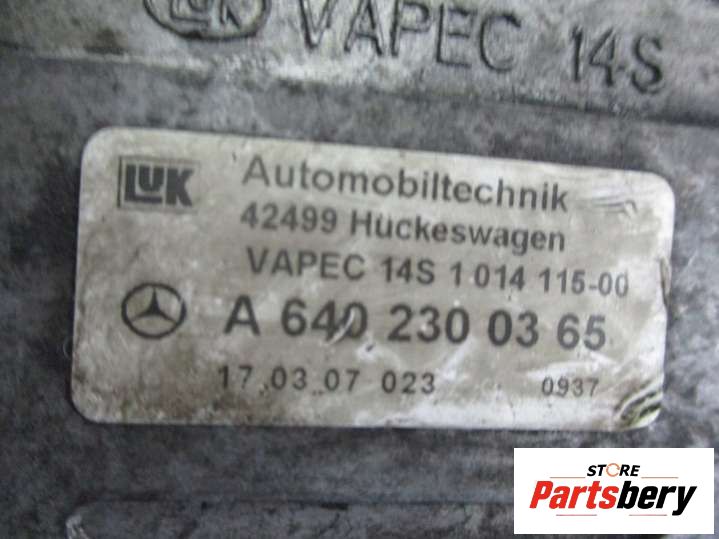 LUK VAPEC 14S
LUK Automobiltechnik
42499 Hückeswagen
VAPEC 14S 1 014 115-00
A 640 230 03 65
17.03.07 023 0937
STORE
Partsbery